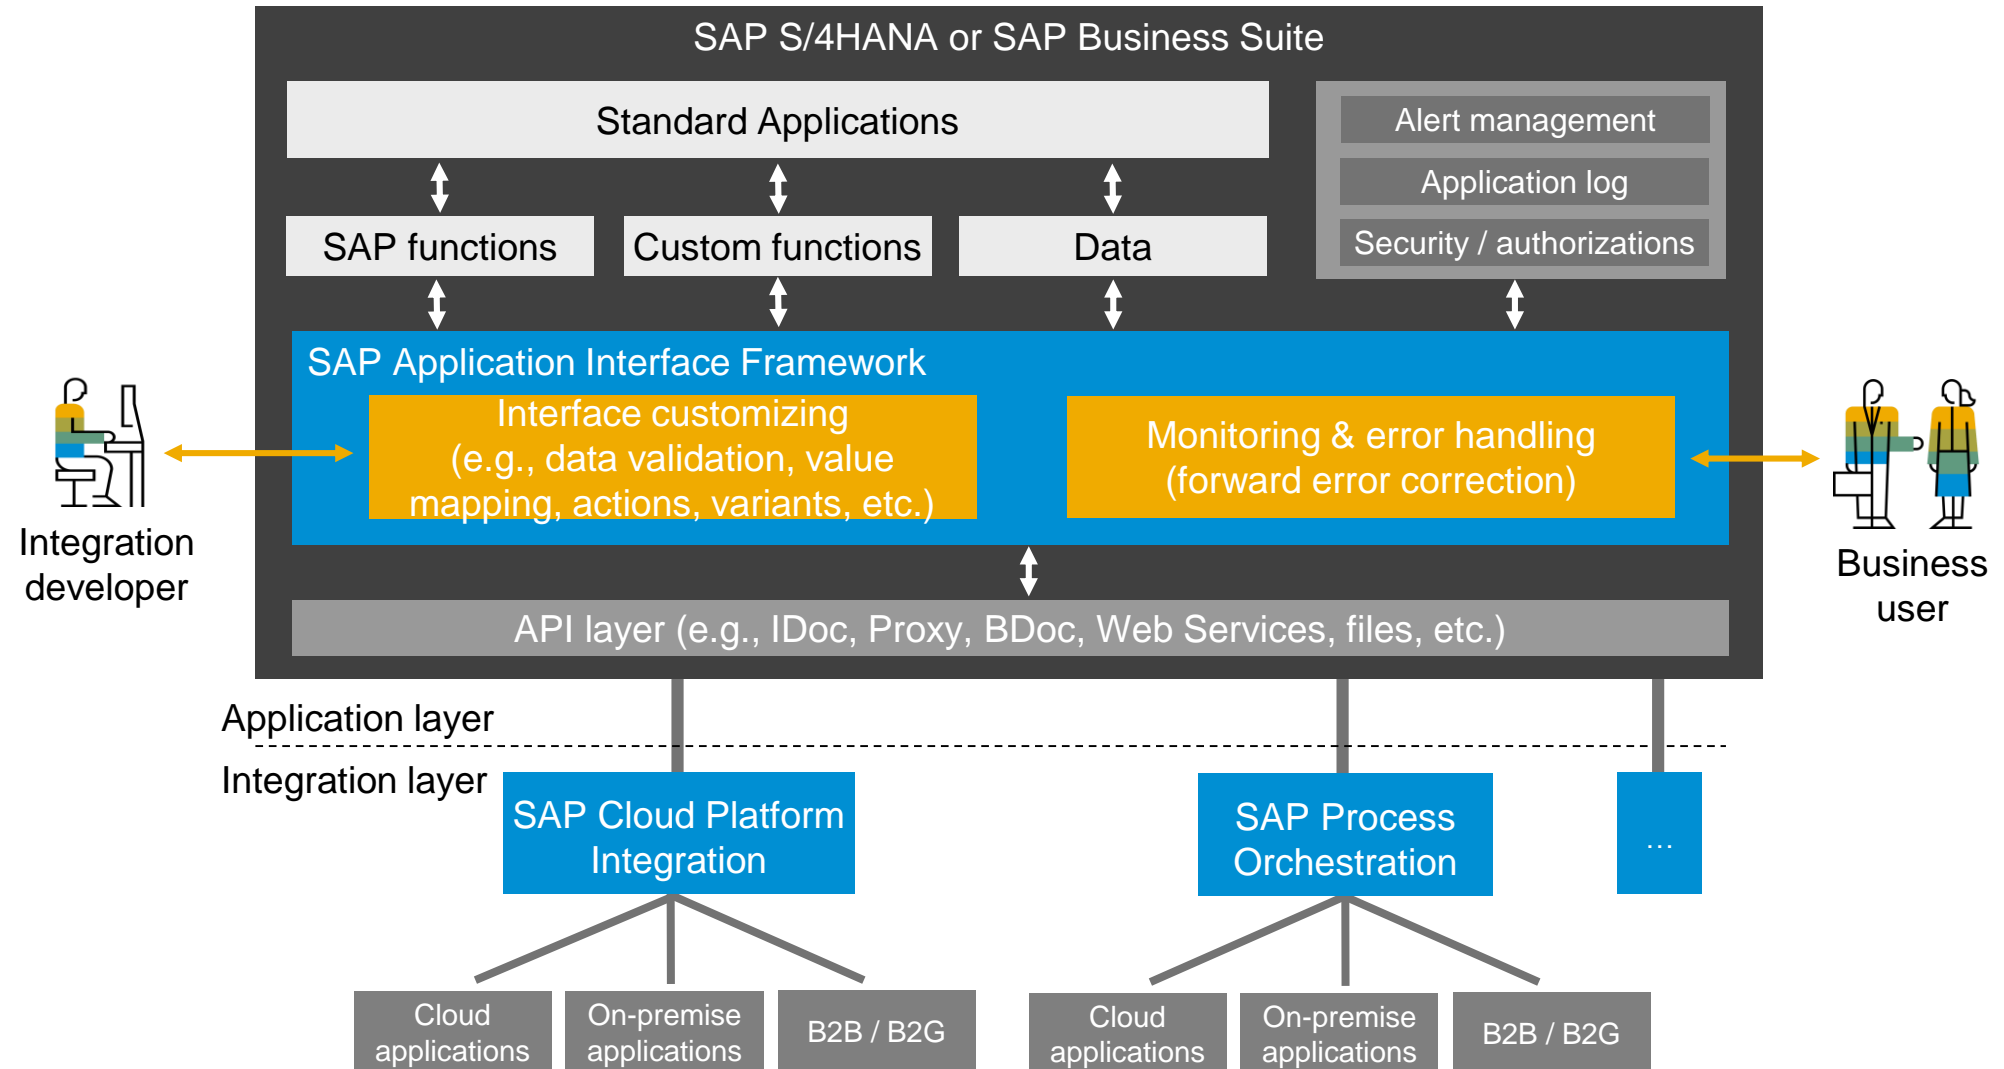 SAP S/4HANA or SAP Business Suite
Standard Applications
Alert management
Application log
Security / authorizations
SAP functions
Custom functions
Data
SAP Application Interface Framework
Interface customizing
(e.g., data validation, value
mapping, actions, variants, etc.)
Monitoring & error handling
(forward error correction)
Integration
developer
Business
user
API layer (e.g., IDoc, Proxy, BDoc, Web Services, files, etc.)
Application layer
Integration layer
SAP Cloud Platform
Integration
SAP Process
Orchestration
...
Cloud
applications
On-premise
applications
B2B / B2G
Cloud
applications
On-premise
applications
B2B / B2G